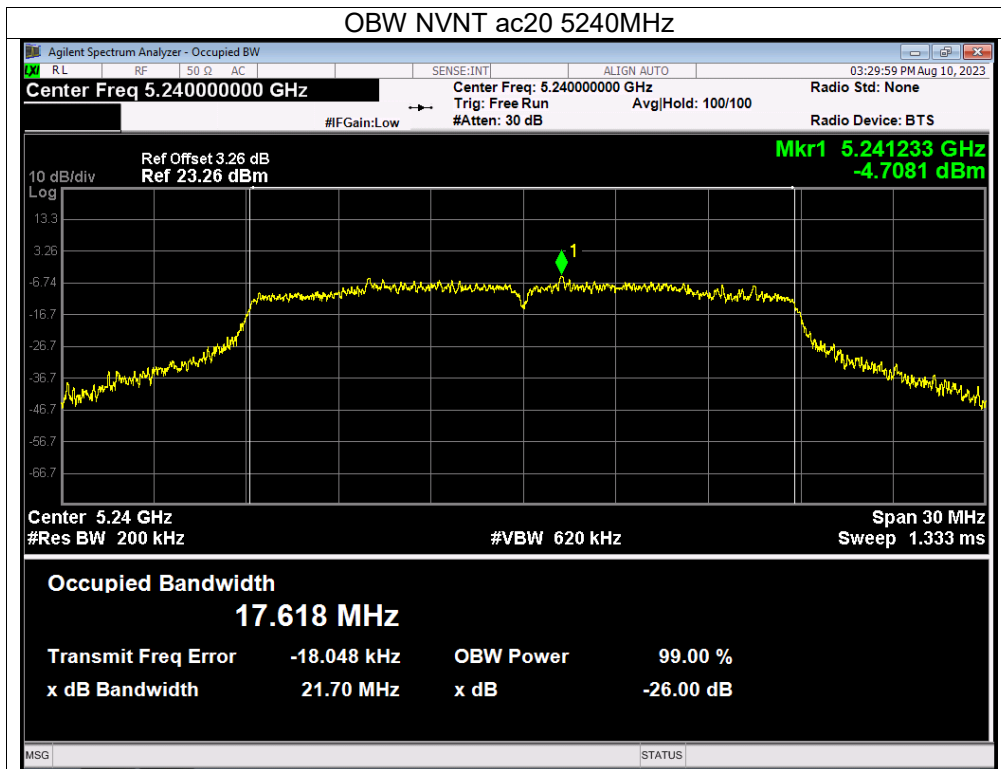 OBW NVNT ac20 5240MHz
Agilent Spectrum Analyzer - Occupied BW
LXI RL RF 50 Ω AC SENSE:INT ALIGN AUTO 03:29:59 PM Aug 10, 2023
Center Freq 5.240000000 GHz Center Freq: 5.240000000 GHz Radio Std: None
Trig: Free Run Avg|Hold: 100/100
#IFGain:Low #Atten: 30 dB Radio Device: BTS
Mkr1 5.241233 GHz
-4.7081 dBm
Ref Offset 3.26 dB
10 dB/div Ref 23.26 dBm
Log
13.3
3.26
1
-6.74
-16.7
-26.7
-36.7
-46.7
-56.7
-66.7
Center 5.24 GHz Span 30 MHz
#Res BW 200 kHz #VBW 620 kHz Sweep 1.333 ms
Occupied Bandwidth
17.618 MHz
Transmit Freq Error -18.048 kHz OBW Power 99.00 %
x dB Bandwidth 21.70 MHz x dB -26.00 dB
MSG STATUS